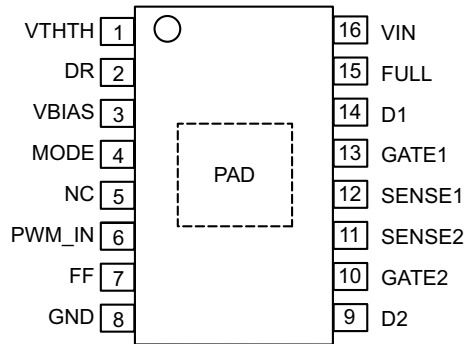 VTHTH 1 16 VIN
DR 2 15 FULL
VBIAS 3 14 D1
MODE 4 13 GATE1
PAD
NC 5 12 SENSE1
PWM_IN 6 11 SENSE2
FF 7 10 GATE2
GND 8 9 D2